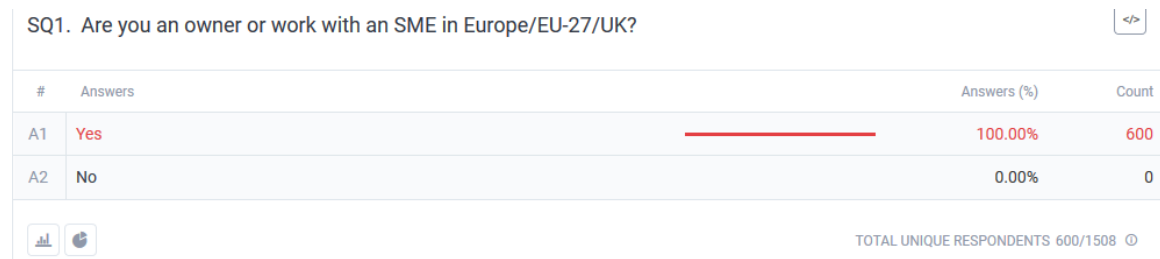 SQ1. Are you an owner or work with an SME in Europe/EU-27/UK?
</>
# Answers Answers (%) Count
A1 Yes 100.00% 600
A2 No 0.00% 0
TOTAL UNIQUE RESPONDENTS 600/1508